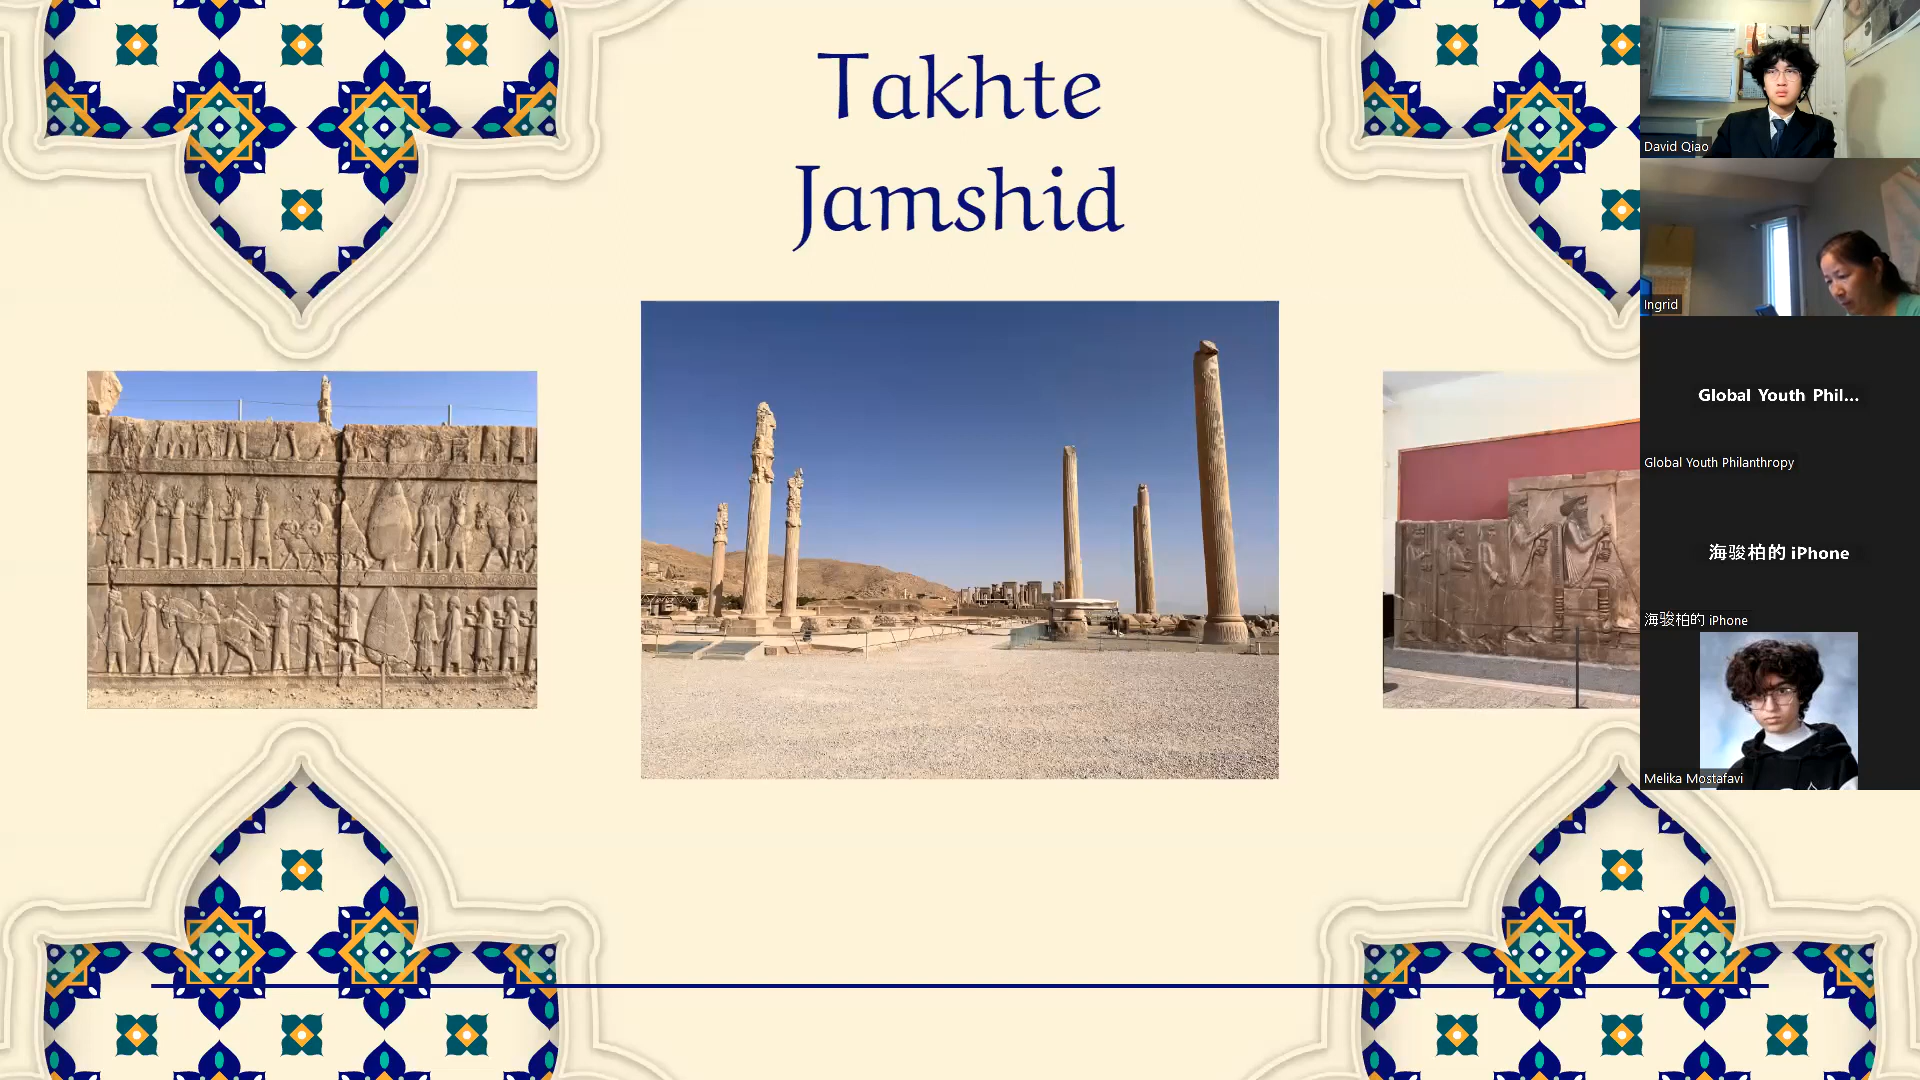 Takhte
Jamshid
David Qiao
Ingrid
Global Youth Phil...
Global Youth Philanthropy
海骏柏的 iPhone
海骏柏的 iPhone
Melika Mostafavi